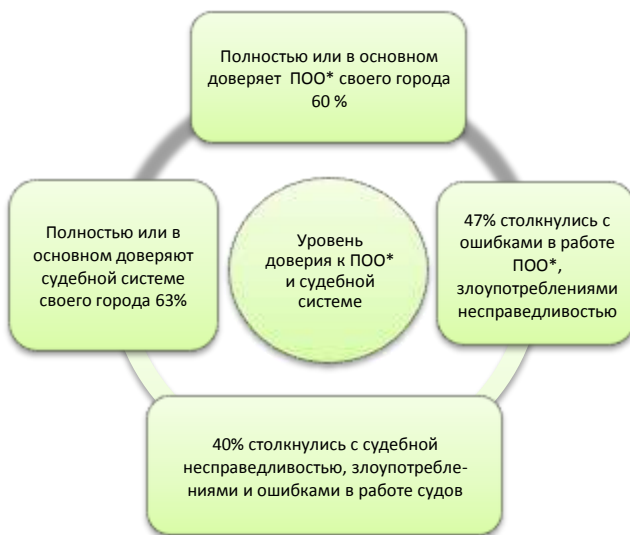 Полностью или в основном
доверяет ПОО* своего города
60 %
Полностью или в
основном доверяют
судебной системе
своего города 63%
Уровень
доверия к ПОО*
и судебной
системе
47% столкнулись с
ошибками в работе
ПОО*,
злоупотреблениями
несправедливостью
40% столкнулись с судебной
несправедливостью, злоупотребле-
ниями и ошибками в работе судов